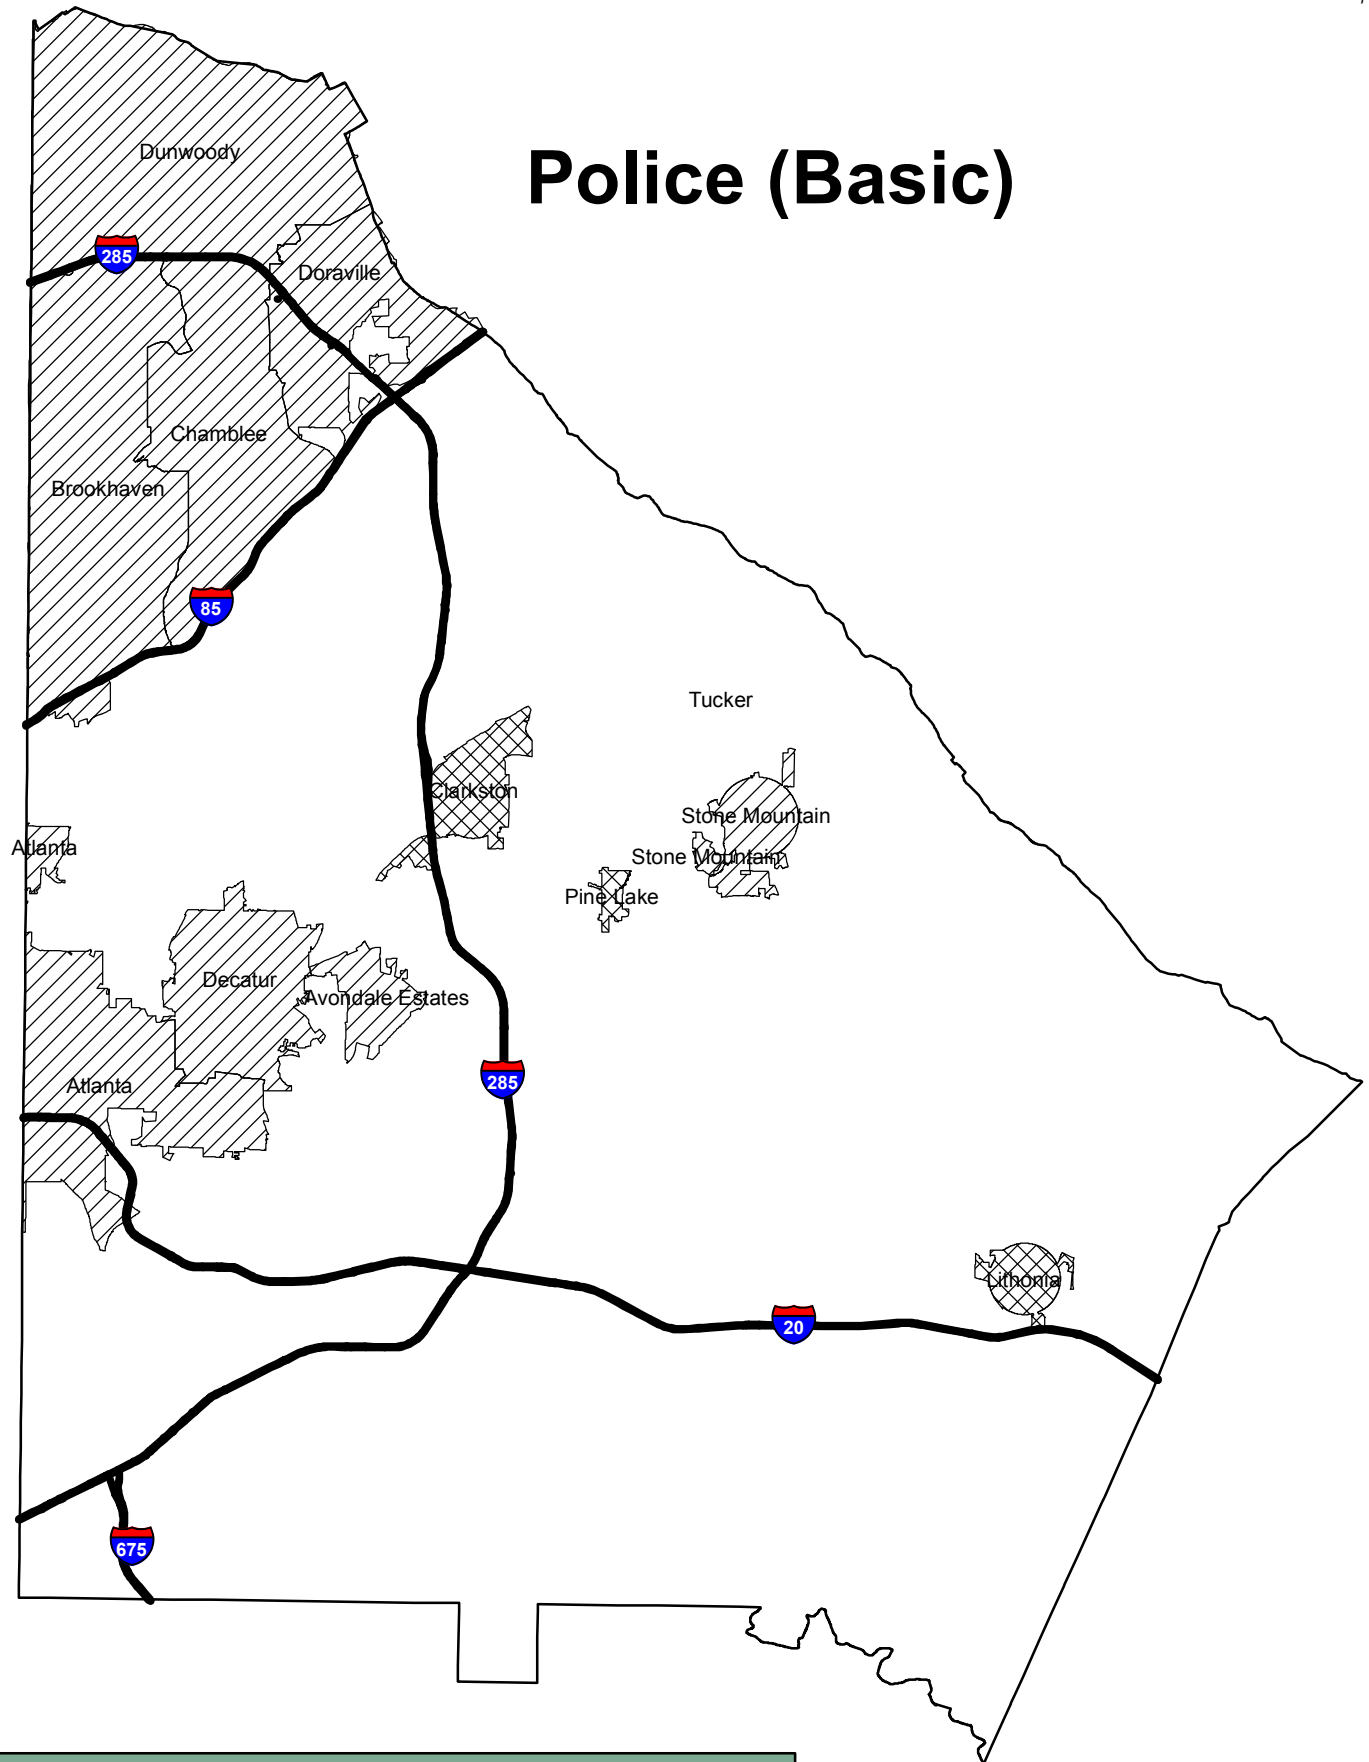 Dunwoody
Police (Basic)
285
Doraville
Chamblee
Brookhaven
85
Tucker
Clarkston
Stone Mountain
Atlanta
Stone Mountain
Pine Lake
Decatur
Avondale Estates
285
Atlanta
Lithonia
20
675